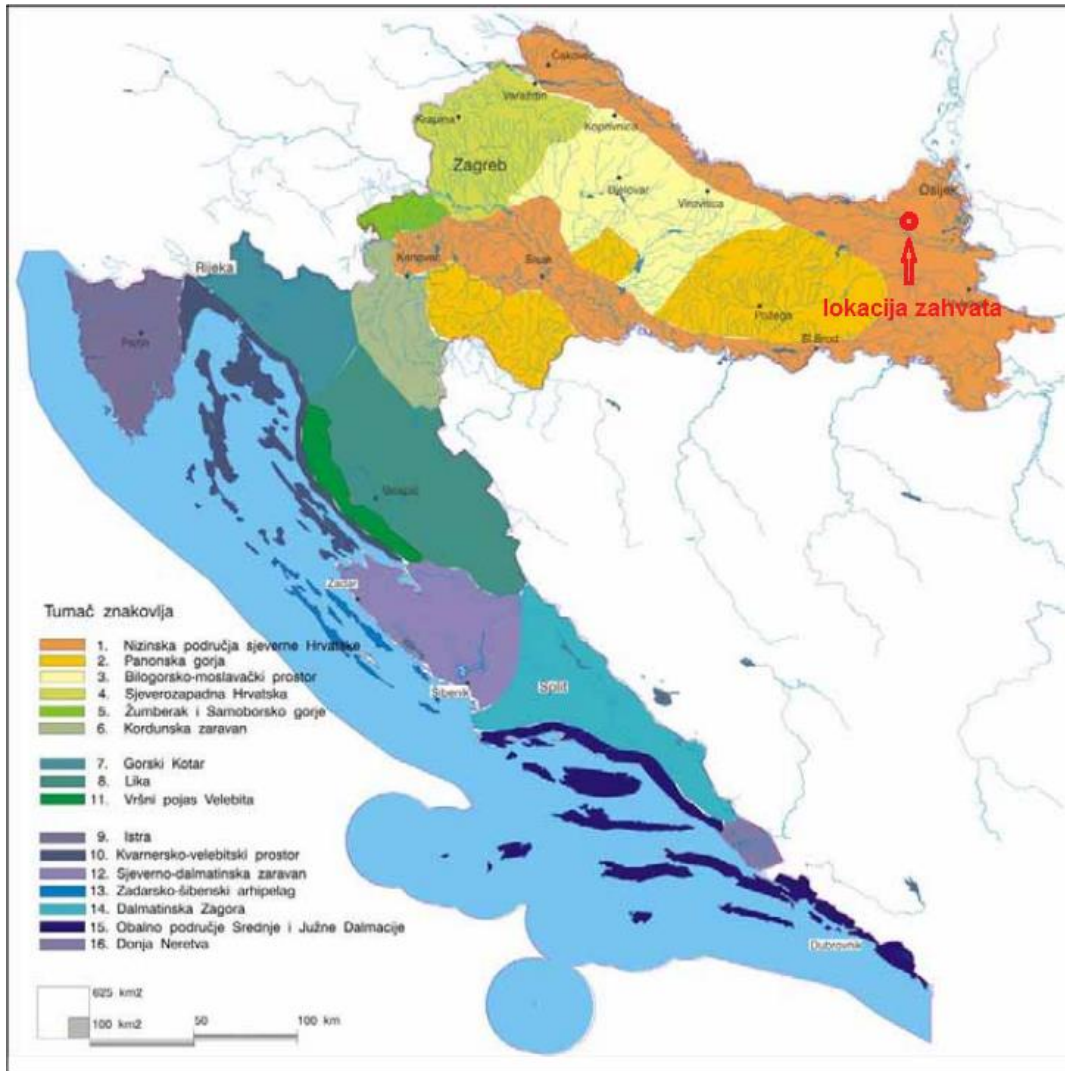 Čakovec
Varaždin
Krapina
Koprivnica
Zagreb
Bjelovar
Virovitica
Osijek
Karlovac
Sisak
Rijeka
lokacija zahvata
Požega
Sl.Brod
Pazin
Gospić
Zadar
Šibenik
Split
Dubrovnik
Tumač znakovlja
1. Nizinska područja sjeverne Hrvatske
2. Panonska gorja
3. Bilogorsko-moslavački prostor
4. Sjeverozapadna Hrvatska
5. Žumberak i Samoborsko gorje
6. Kordunska zaravan
7. Gorski Kotar
8. Lika
11. Vršni pojas Velebita
9. Istra
10. Kvarnersko-velebitski prostor
12. Sjeverno-dalmatinska zaravan
13. Zadarsko-šibenski arhipelag
14. Dalmatinska Zagora
15. Obalno područje Srednje i Južne Dalmacije
16. Donja Neretva
625 km2
100 km2
50
100 km